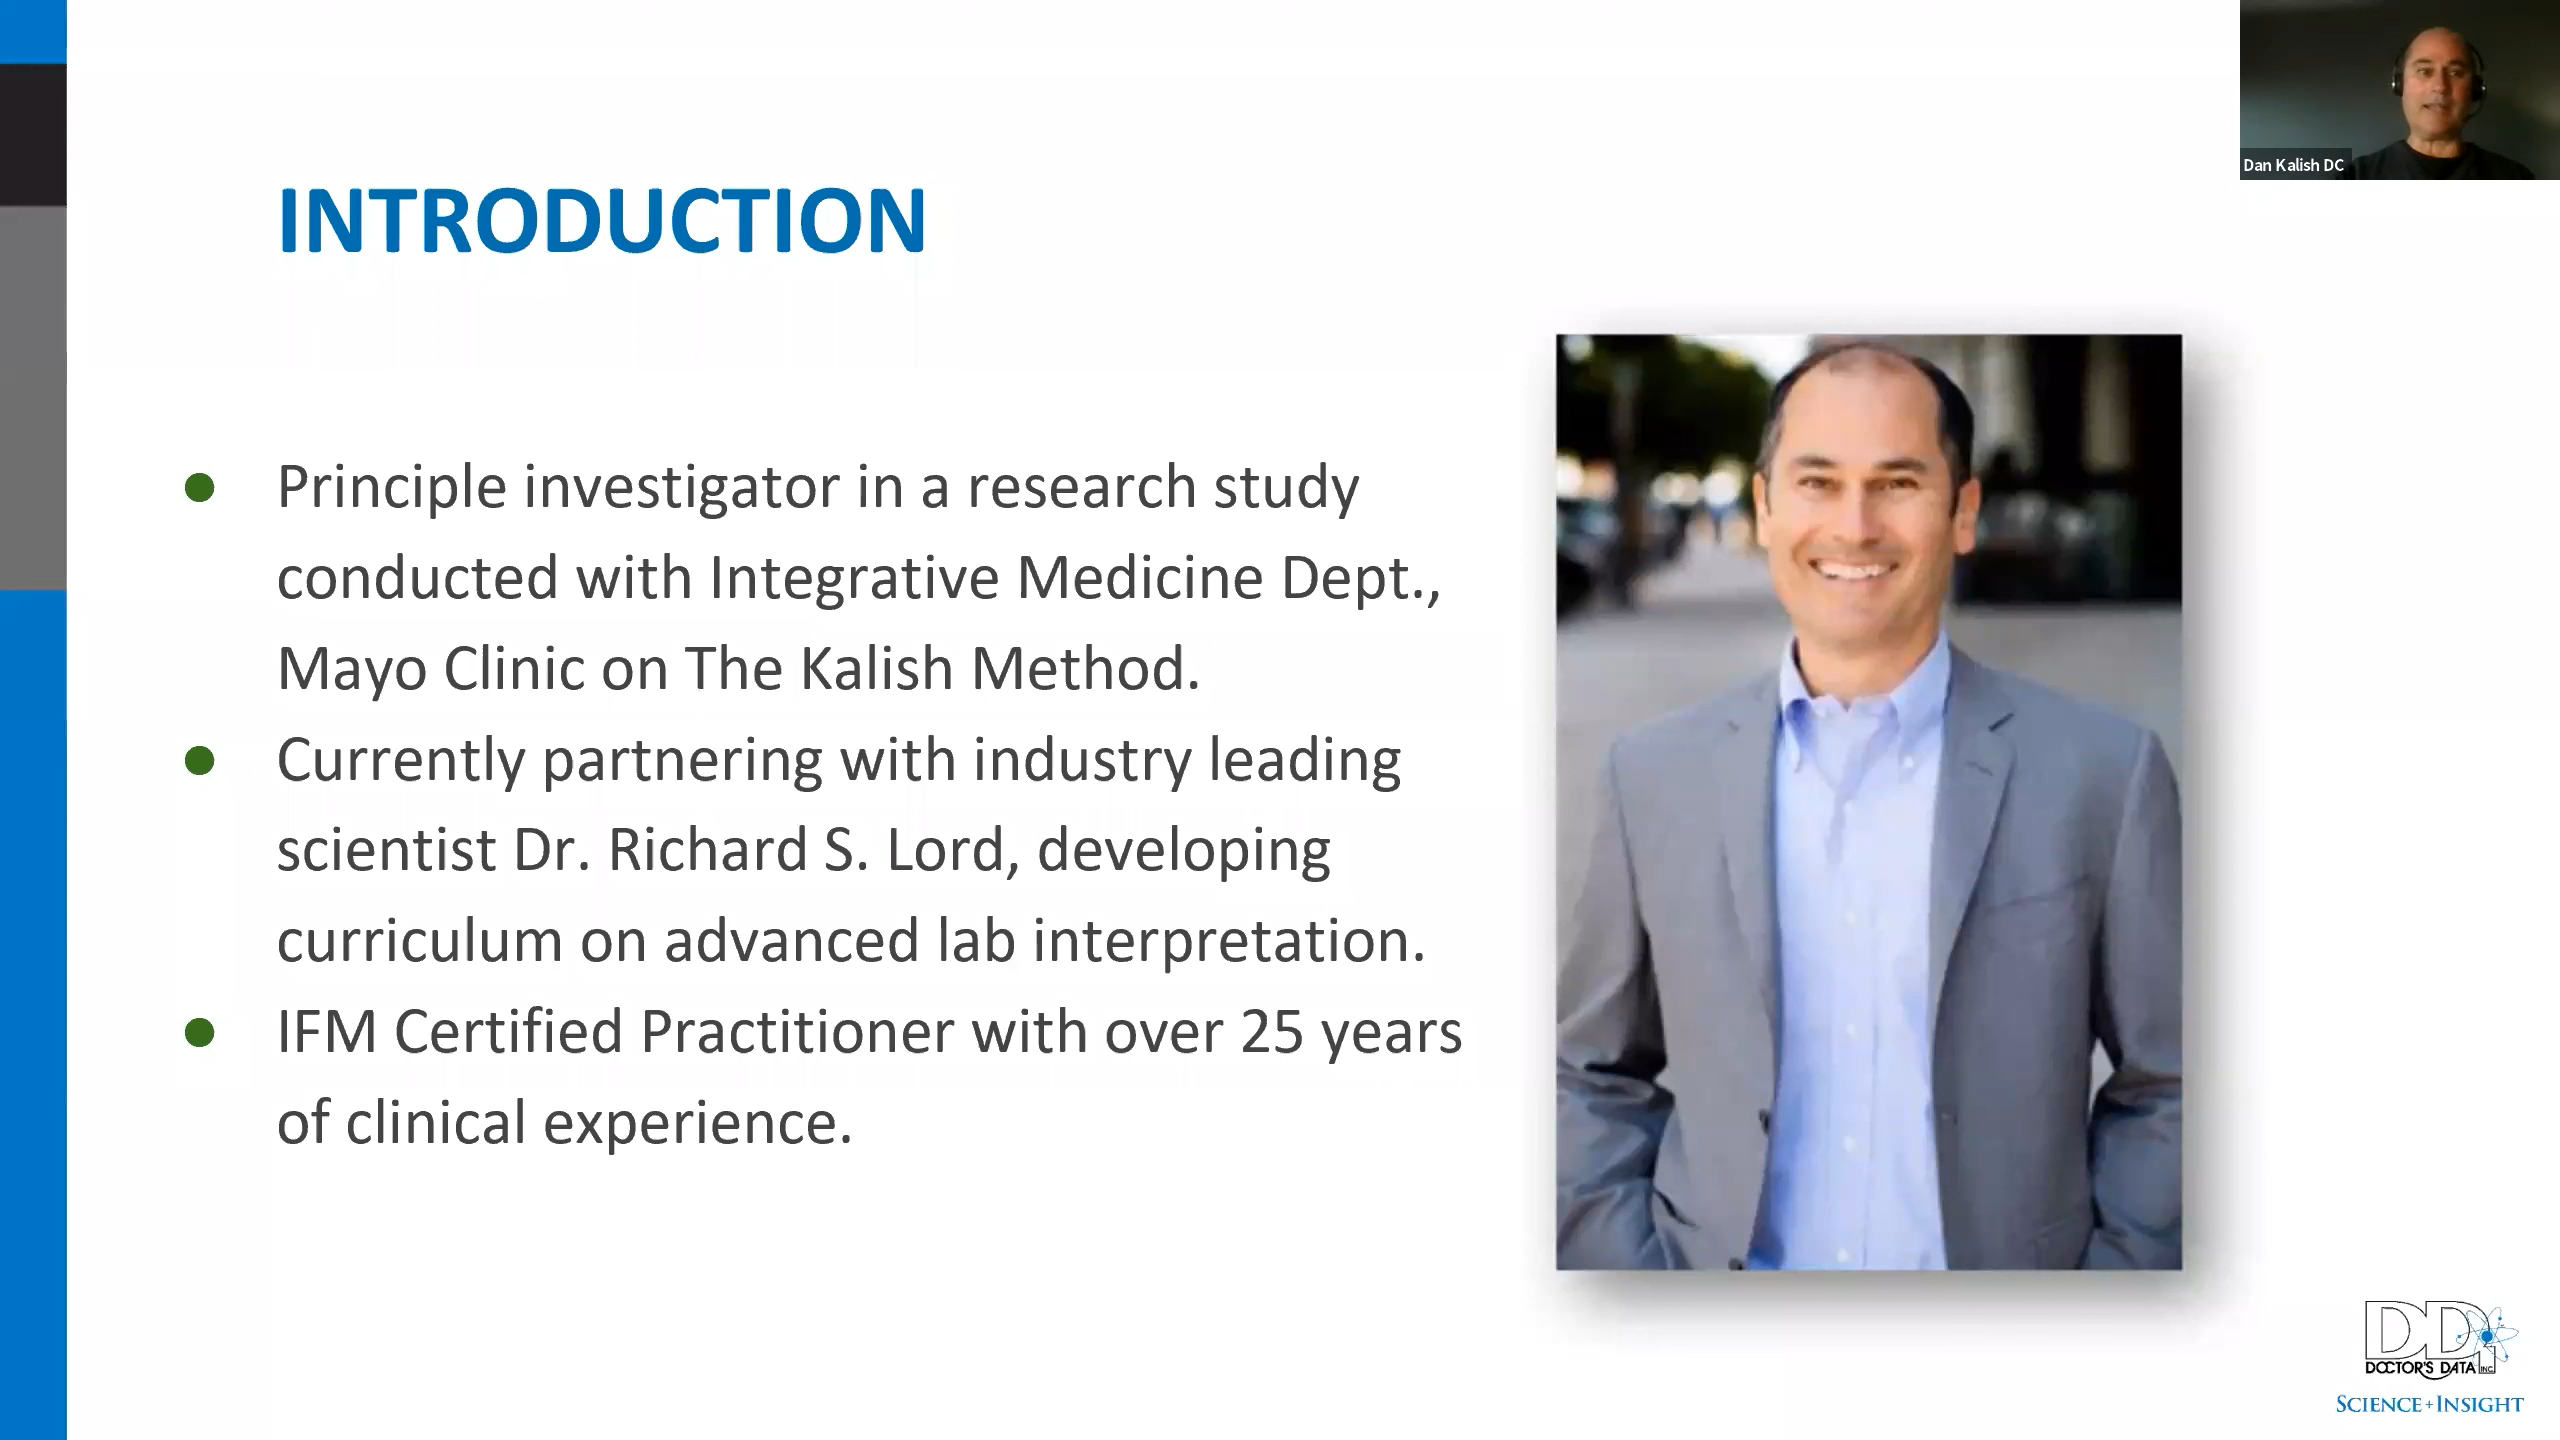 Dan Kalish DC
INTRODUCTION
● Principle investigator in a research study
conducted with Integrative Medicine Dept.,
Mayo Clinic on The Kalish Method.
● Currently partnering with industry leading
scientist Dr. Richard S. Lord, developing
curriculum on advanced lab interpretation.
● IFM Certified Practitioner with over 25 years
of clinical experience.
DDI
DOCTOR'S DATA INC.
SCIENCE+INSIGHT